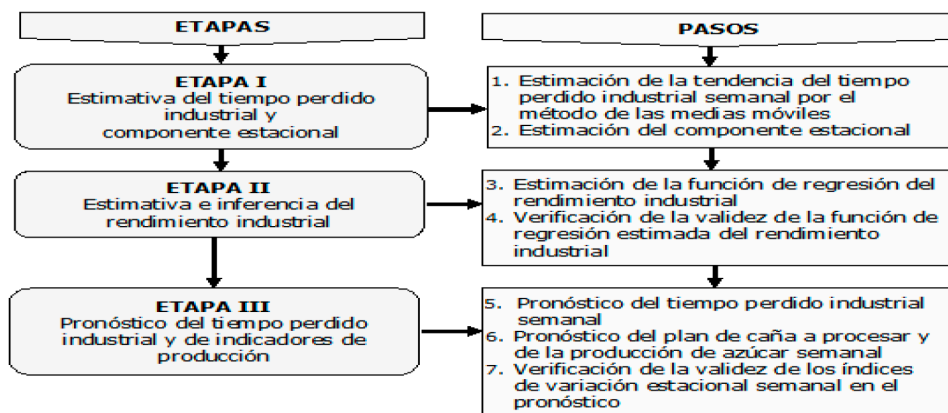 ETAPAS
PASOS
ETAPA I
Estimativa del tiempo perdido
industrial y
componente estacional
1. Estimación de la tendencia del tiempo
perdido industrial semanal por el
método de las medias móviles
2. Estimación del componente estacional
ETAPA II
Estimativa e inferencia del
rendimiento industrial
3. Estimación de la función de regresión del
rendimiento industrial
4. Verificación de la validez de la función de
regresión estimada del rendimiento
industrial
ETAPA III
Pronóstico del tiempo perdido
industrial y de indicadores de
producción
5. Pronóstico del tiempo perdido industrial
semanal
6. Pronóstico del plan de caña a procesar y
de la producción de azúcar semanal
7. Verificación de la validez de los índices
de variación estacional semanal en el
pronóstico